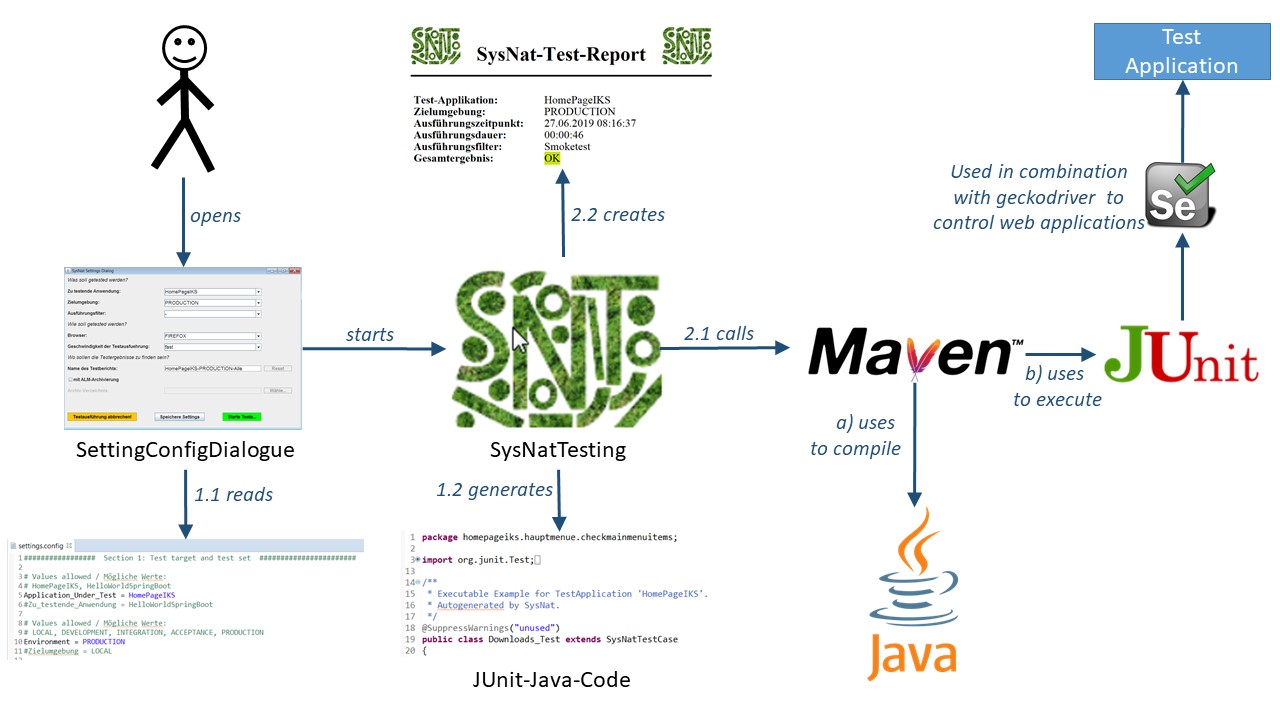 SysNat-Test-Report
Test-Applikation: HomePageIKS
Zielumgebung: PRODUCTION
Ausführungszeitpunkt: 27.06.2019 08:16:37
Ausführungsdauer: 00:00:46
Ausführungsfilter: Smoketest
Gesamtergebnis: OK
Test
Application
opens
2.2 creates
Used in combination
with geckodriver to
control web applications
Se
SysNat Settings Dialog
Was soll getestet werden?
Zu testende Anwendung: HomePageIKS
Zielumgebung: PRODUCTION
Ausführungsfilter: -
Wie soll getestet werden?
Browser: FIREFOX
Geschwindigkeit der Testausfuehrung: fast
Wo sollen die Testergebnisse zu finden sein?
Name des Testberichts: HomePageIKS-PRODUCTION-Alle Reset
mit ALM-Archivierung
Testausführung abbrechen! Speichere Settings Starte Tests...
starts
SysNatTesting
2.1 calls
Maven™
b) uses
to execute
JUnit
a) uses
to compile
SettingConfigDialogue
1.1 reads
1.2 generates
settings.config
1 ################# Section 1: Test target and test set #######################
2
3 # Values allowed / Mögliche Werte:
4 # HomePageIKS, HelloWorldSpringBoot
5 Application_Under_Test = HomePageIKS
6 #Zu_testende_Anwendung = HelloWorldSpringBoot
7
8 # Values allowed / Mögliche Werte:
9 # LOCAL, DEVELOPMENT, INTEGRATION, ACCEPTANCE, PRODUCTION
10 Environment = PRODUCTION
11 #Zielumgebung = LOCAL
1 package homepageiks.hauptmenue.checkmainmenuitems;
2
3 import org.junit.Test;
13
14 /**
15 * Executable Example for TestApplication 'HomePageIKS'.
16 * Autogenerated by SysNat.
17 */
18 @SuppressWarnings("unused")
19 public class Downloads_Test extends SysNatTestCase
20 {
JUnit-Java-Code
Java